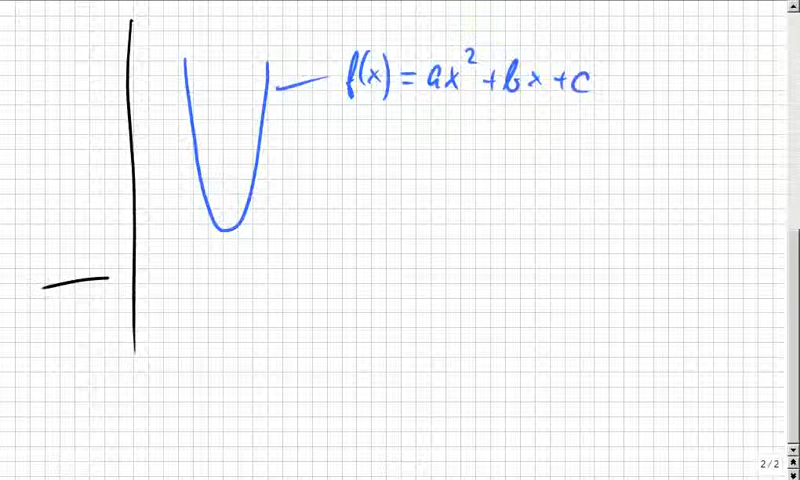 f(x) = ax² + bx + c
2/2